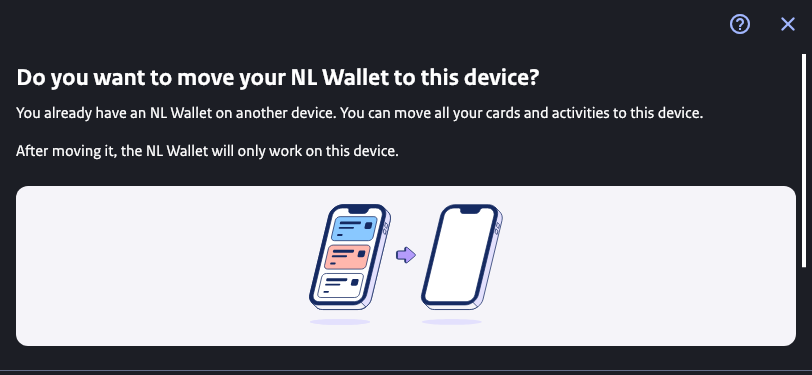 Do you want to move your NL Wallet to this device?
You already have an NL Wallet on another device. You can move all your cards and activities to this device.
After moving it, the NL Wallet will only work on this device.